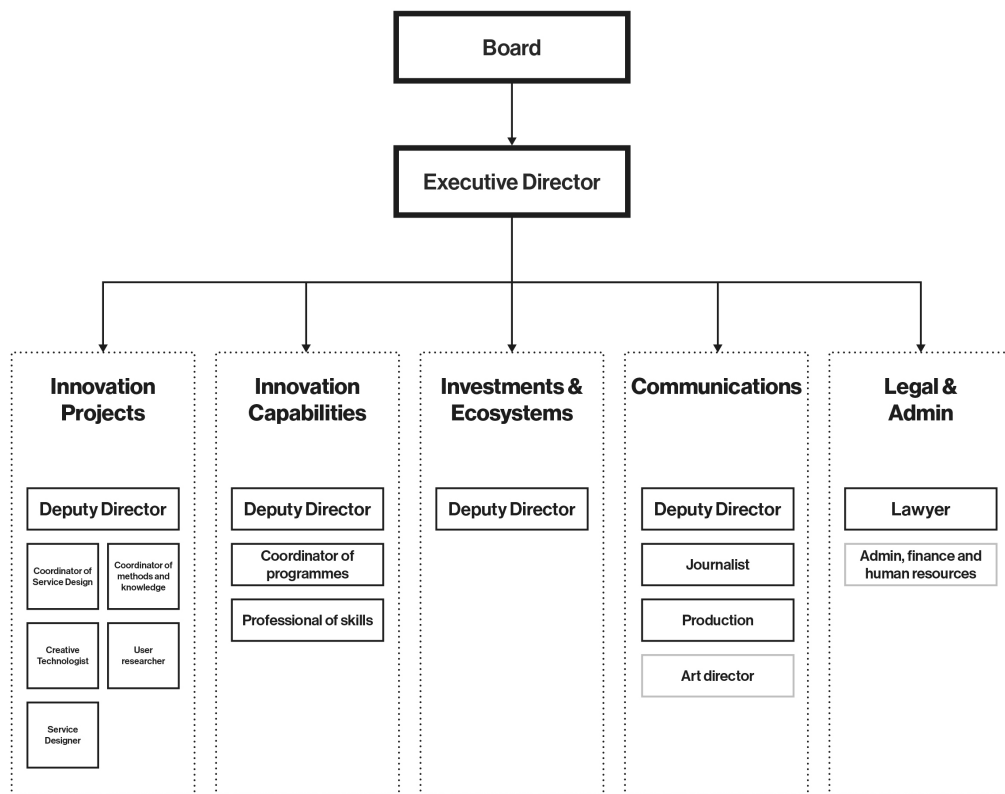 Board
Executive Director
Innovation
Projects
Deputy Director
Coordinator of
Service Design
Coordinator of
methods and
knowledge
Creative
Technologist
User
researcher
Service
Designer
Innovation
Capabilities
Deputy Director
Coordinator of
programmes
Professional of skills
Investments &
Ecosystems
Deputy Director
Communications
Deputy Director
Journalist
Production
Art director
Legal &
Admin
Lawyer
Admin, finance and
human resources